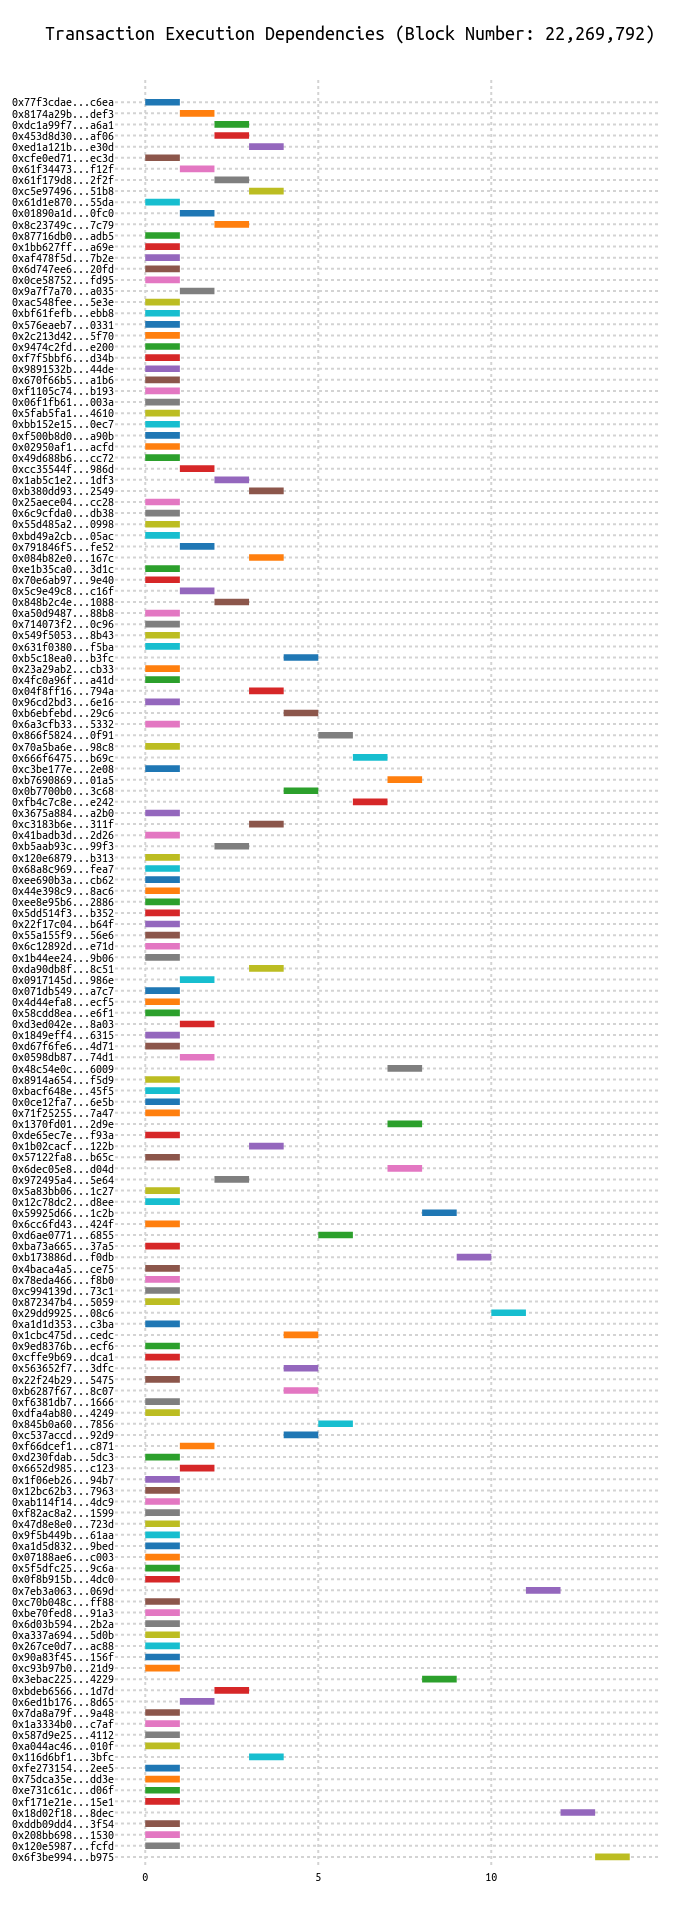 Transaction Execution Dependencies (Block Number: 22,269,792)
0x77f3cdae...c6ea
0x8174a29b...def3
0xdc1a99f7...a6a1
0x453d8d30...af06
0xed1a121b...e30d
0xcfe0ed71...ec3d
0x61f34473...f12f
0x61f179d8...2f2f
0xc5e97496...51b8
0x61d1e870...55da
0x01890a1d...0fc0
0x8c23749c...7c79
0x87716db0...adb5
0x1bb627ff...a69e
0xaf478f5d...7b2e
0x6d747ee6...20fd
0x0ce58752...fd95
0x9a7f7a70...a035
0xac548fee...5e3e
0xbf61fefb...ebb8
0x576eaeb7...0331
0x2c213d42...5f70
0x9474c2fd...e200
0xf7f5bbf6...d34b
0x9891532b...44de
0x670f66b5...a1b6
0xf1105c74...b193
0x06f1fb61...003a
0x5fab5fa1...4610
0xbb152e15...0ec7
0xf500b8d0...a90b
0x02950af1...acfd
0x49d688b6...cc72
0xcc35544f...986d
0x1ab5c1e2...1df3
0xb380dd93...2549
0x25aece04...cc28
0x6c9cfda0...db38
0x55d485a2...0998
0xbd49a2cb...05ac
0x791846f5...fe52
0x084b82e0...167c
0xe1b35ca0...3d1c
0x70e6ab97...9e40
0x5c9e49c8...c16f
0x848b2c4e...1088
0xa50d9487...88b8
0x714073f2...0c96
0x549f5053...8b43
0x631f0380...f5ba
0xb5c18ea0...b3fc
0x23a29ab2...cb33
0x4fc0a96f...a41d
0x04f8ff16...794a
0x96cd2bd3...6e16
0xb6ebfebd...29c6
0x6a3cfb33...5332
0x866f5824...0f91
0x70a5ba6e...98c8
0x666f6475...b69c
0xc3be177e...2e08
0xb7690869...01a5
0x0b7700b0...3c68
0xfb4c7c8e...e242
0x3675a884...a2b0
0xc3183b6e...311f
0x41badb3d...2d26
0xb5aab93c...99f3
0x120e6879...b313
0x68a8c969...fea7
0xee690b3a...cb62
0x44e398c9...8ac6
0xee8e95b6...2886
0x5dd514f3...b352
0x22f17c04...b64f
0x55a155f9...56e6
0x6c12892d...e71d
0x1b44ee24...9b06
0xda90db8f...8c51
0x0917145d...986e
0x071db549...a7c7
0x4d44efa8...ecf5
0x58cdd8ea...e6f1
0xd3ed042e...8a03
0x1849eff4...6315
0xd67f6fe6...4d71
0x0598db87...74d1
0x48c54e0c...6009
0x8914a654...f5d9
0xbacf648e...45f5
0x0ce12fa7...6e5b
0x71f25255...7a47
0x1370fd01...2d9e
0xde65ec7e...f93a
0x1b02cacf...122b
0x57122fa8...b65c
0x6dec05e8...d04d
0x972495a4...5e64
0x5a83bb06...1c27
0x12c78dc2...d8ee
0x59925d66...1c2b
0x6cc6fd43...424f
0xd6ae0771...6855
0xba73a665...37a5
0xb173886d...f0db
0x4baca4a5...ce75
0x78eda466...f8b0
0xc994139d...73c1
0x872347b4...5059
0x29dd9925...08c6
0xa1d1d353...c3ba
0x1cbc475d...cedc
0x9ed8376b...ecf6
0xcffe9b69...dca1
0x563652f7...3dfc
0x22f24b29...5475
0xb6287f67...8c07
0xf6381db7...1666
0xdfa4ab80...4249
0x845b0a60...7856
0xc537accd...92d9
0xf66dcef1...c871
0xd230fdab...5dc3
0x6652d985...c123
0x1f06eb26...94b7
0x12bc62b3...7963
0xab114f14...4dc9
0xf82ac8a2...1599
0x47d8e8e0...723d
0x9f5b449b...61aa
0xa1d5d832...9bed
0x07188ae6...c003
0x5f5dfc25...9c6a
0x0f8b915b...4dc0
0x7eb3a063...069d
0xc70b048c...ff88
0xbe70fed8...91a3
0x6d03b594...2b2a
0xa337a694...5d0b
0x267ce0d7...ac88
0x90a83f45...156f
0xc93b97b0...21d9
0x3ebac225...4229
0xbdeb6566...1d7d
0x6ed1b176...8d65
0x7da8a79f...9a48
0x1a3334b0...c7af
0x587d9e25...4112
0xa044ac46...010f
0x116d6bf1...3bfc
0xfe273154...2ee5
0x75dca35e...dd3e
0xe731c61c...d06f
0xf171e21e...15e1
0x18d02f18...8dec
0xddb09dd4...3f54
0x208bb698...1530
0x120e5987...fcfd
0x6f3be994...b975
0 5 10